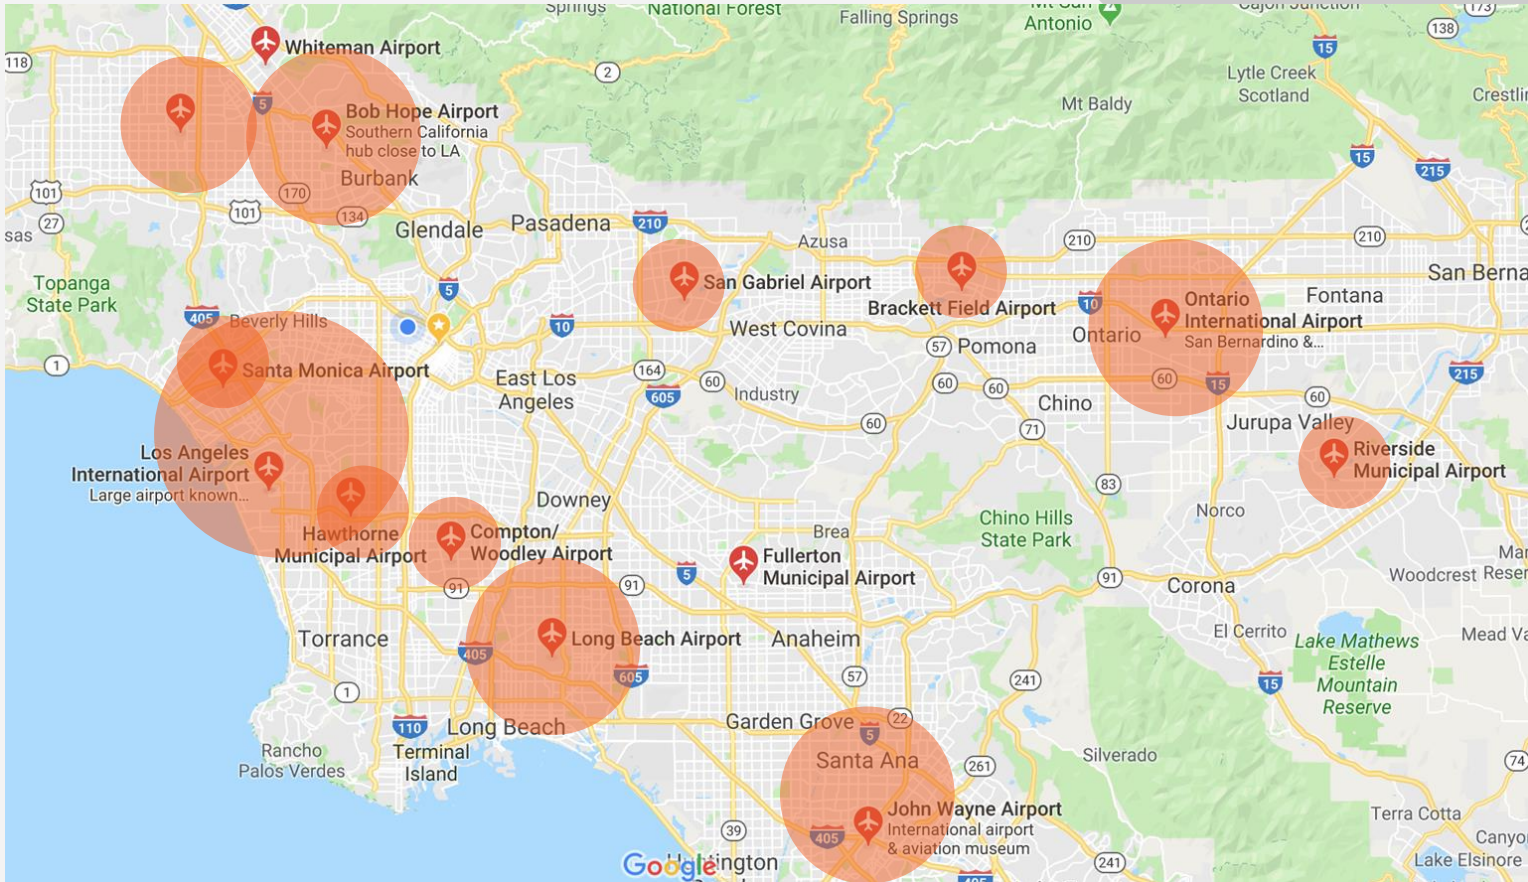 Springs
National Forest
Falling Springs
Mt San
Antonio
Cajon Junction
173
138
15
118
Whiteman Airport
2
Lytle Creek
Scotland
Crestlin
Mt Baldy
5
Bob Hope Airport
Southern California
hub close to LA
Burbank
15
215
101
170
101
134
27
sas
Glendale
Pasadena
210
Azusa
210
210
San Berna
Topanga
State Park
5
San Gabriel Airport
Brackett Field Airport
10
Ontario
International Airport
San Bernardino &...
Fontana
405
Beverly Hills
10
West Covina
57
Pomona
Ontario
1
Santa Monica Airport
East Los
Angeles
164
605
60
Industry
60
60
60
15
60
215
Chino
60
71
Jurupa Valley
Riverside
Municipal Airport
Los Angeles
International Airport
Large airport known...
Downey
83
Norco
Hawthorne
Municipal Airport
Compton/
Woodley Airport
Brea
Chino Hills
State Park
Fullerton
Municipal Airport
5
91
91
91
Corona
Woodcrest
Mar
Reser
Torrance
405
Long Beach Airport
605
Anaheim
El Cerrito
Lake Mathews
Estelle
Mountain
Reserve
Mead Va
15
1
57
241
110
Long Beach
Garden Grove
22
5
Terminal
Island
Rancho
Palos Verdes
Santa Ana
261
Silverado
74
John Wayne Airport
International airport
& aviation museum
405
39
241
Terra Cotta
Canyo
Lake Elsinore
Google
405